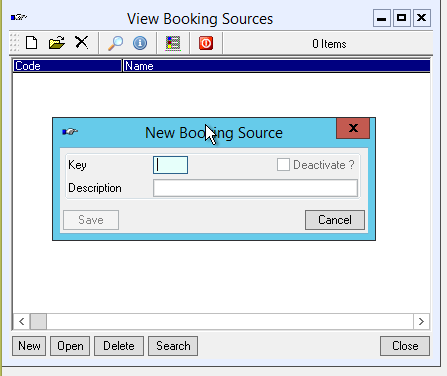 View Booking Sources
0 Items
Code Name
New Booking Source
Key Deactivate ?
Description
Save Cancel
New Open Delete Search Close